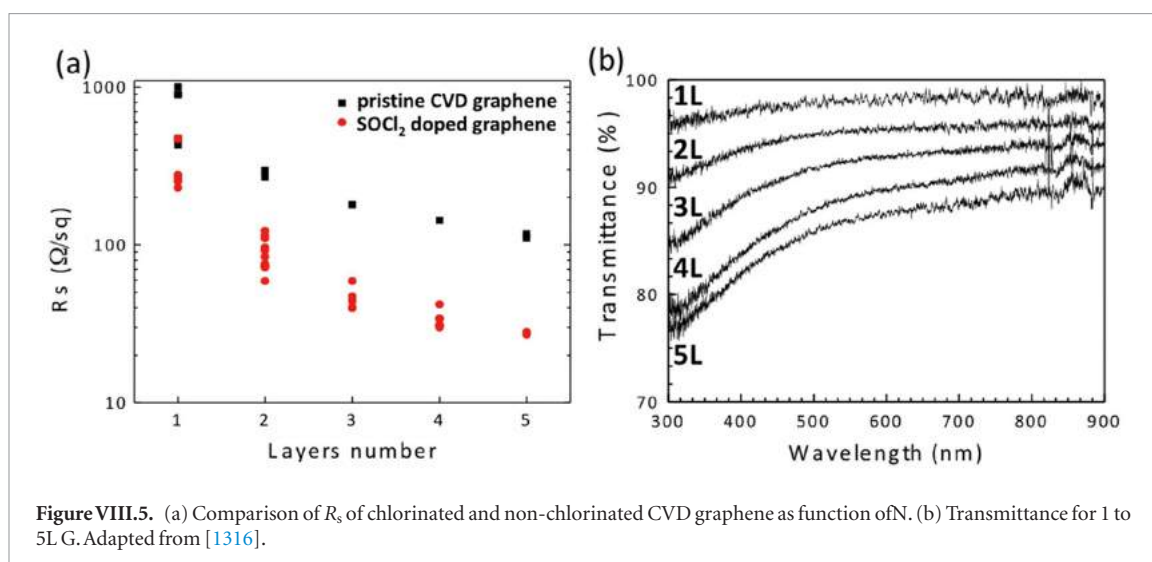 (a)
1000
100
10
Rs (Ω/sq)
pristine CVD graphene
SOCl₂ doped graphene
1 2 3 4 5
Layers number
(b)
100
90
80
70
Transmittance (%)
1L
2L
3L
4L
5L
300 400 500 600 700 800 900
Wavelength (nm)
Figure VIII.5. (a) Comparison of Rs of chlorinated and non-chlorinated CVD graphene as function ofN. (b) Transmittance for 1 to
5L G. Adapted from [1316].